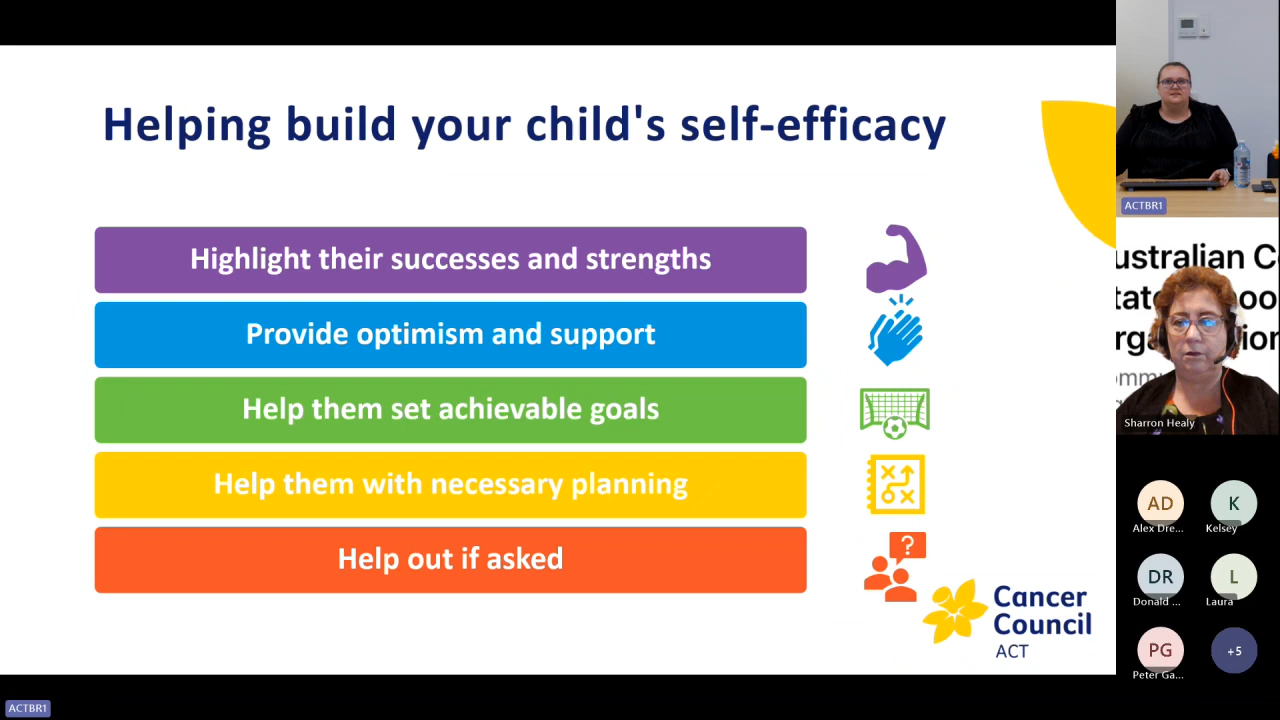 Helping build your child's self-efficacy
Highlight their successes and strengths
Provide optimism and support
Help them set achievable goals
Help them with necessary planning
Help out if asked
?
Cancer
Council
ACT
ACTBR1
ACTBR1
ustralian C
Sharron Healy
AD
Alex Dre...
K
Kelsey
DR
Donald ...
L
Laura
PG
Peter Ga...
+5